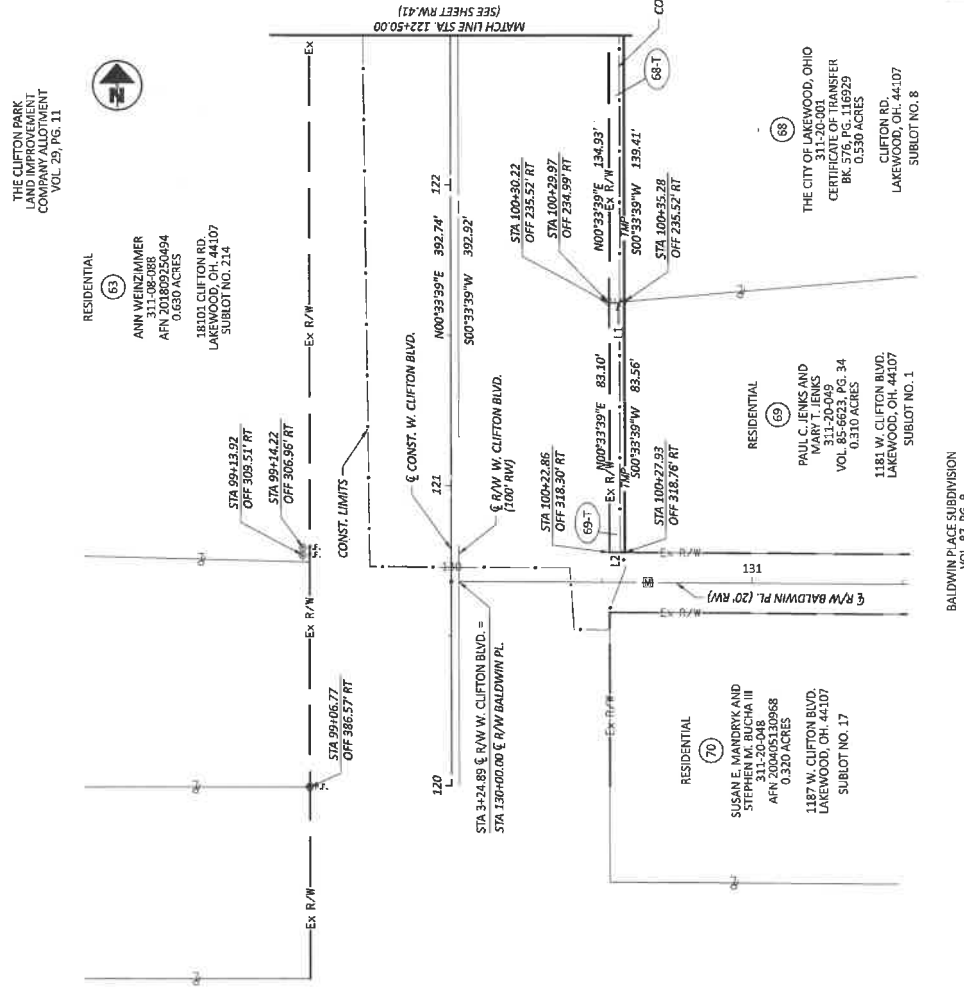 THE CLIFTON PARK
LAND IMPROVEMENT
COMPANY ALLOTMENT
VOL. 29, PG. 11
N
MATCH LINE STA. 122+50.00
(SEE SHEET RW.41)
RESIDENTIAL
63
ANN WEINZIMMER
311-08-088
AFN 201809250494
0.630 ACRES
18101 CLIFTON RD.
LAKEWOOD, OH. 44107
SUBLOT NO. 214
Ex
Ex R/W
Ex R/W
Ex R/W
STA 99+13.92
OFF 309.51' RT
STA 99+14.22
OFF 306.96' RT
STA 99+06.77
OFF 386.57' RT
CONST. LIMITS
℄ CONST. W. CLIFTON BLVD.
℄ R/W W. CLIFTON BLVD.
(100' RW)
120
121
122
130
N00°33'39"E 392.74'
S00°33'39"W 392.92'
STA 3+24.89 ℄ R/W W. CLIFTON BLVD. =
STA 130+00.00 ℄ R/W BALDWIN PL.
STA 100+30.22
OFF 235.52' RT
STA 100+29.97
OFF 234.99' RT
STA 100+35.28
OFF 235.52' RT
STA 100+22.86
OFF 318.30' RT
STA 100+27.93
OFF 318.76' RT
N00°33'39"E 134.93'
Ex R/W
TMP
S00°33'39"W 139.41'
N00°33'39"E 83.10'
Ex R/W
TMP
S00°33'39"W 83.56'
L1
L2
68-T
69-T
CO
Ex R/W
Ex R/W
Ex R/W
131
℄ R/W BALDWIN PL. (20' RW)
68
THE CITY OF LAKEWOOD, OHIO
311-20-001
CERTIFICATE OF TRANSFER
BK. 576, PG. 116929
0.530 ACRES
CLIFTON RD.
LAKEWOOD, OH. 44107
SUBLOT NO. 8
RESIDENTIAL
69
PAUL C. JENKS AND
MARY T. JENKS
311-20-049
VOL. 85-6623, PG. 34
0.310 ACRES
1181 W. CLIFTON BLVD.
LAKEWOOD, OH. 44107
SUBLOT NO. 1
RESIDENTIAL
70
SUSAN E. MANDRYK AND
STEPHEN M. BUCHA III
311-20-048
AFN 200405130968
0.320 ACRES
1187 W. CLIFTON BLVD.
LAKEWOOD, OH. 44107
SUBLOT NO. 17
BALDWIN PLACE SUBDIVISION